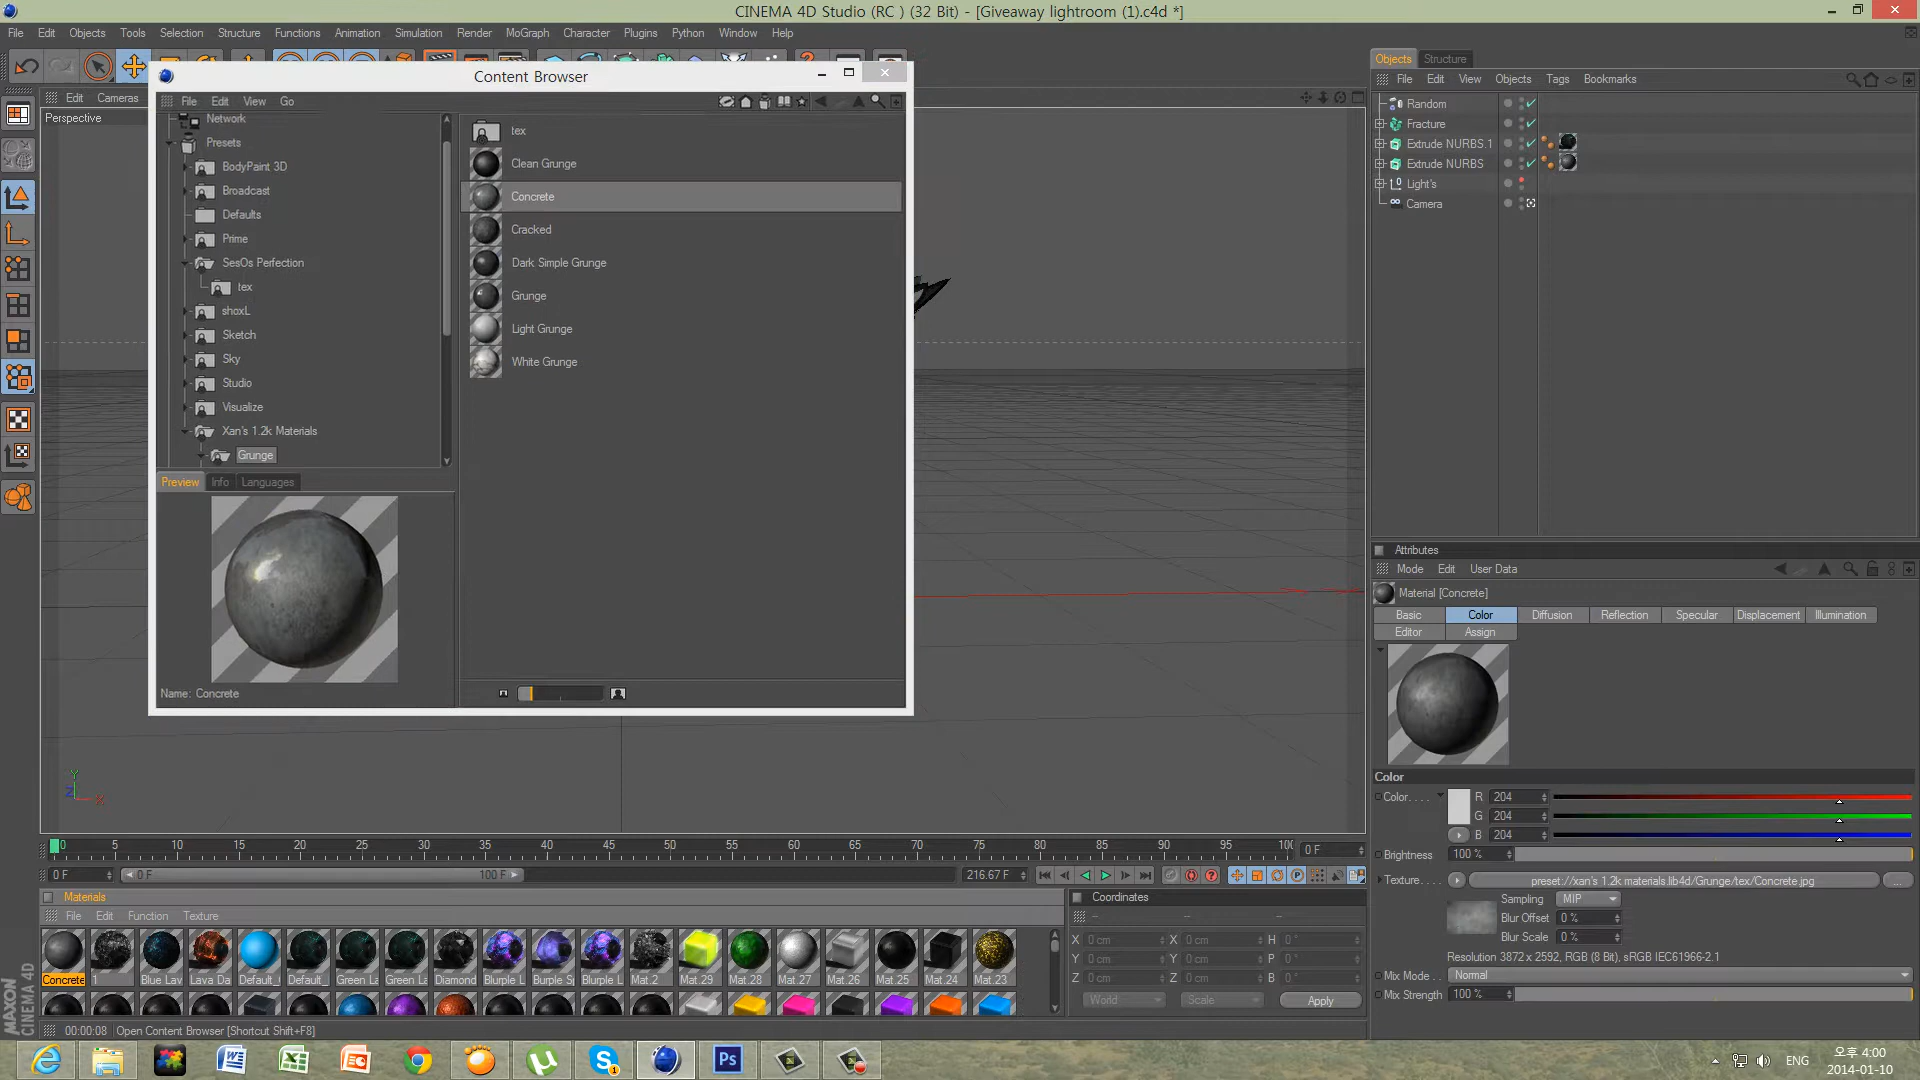 CINEMA 4D Studio (RC ) (32 Bit) - [Giveaway lightroom (1).c4d *]
File Edit Objects Tools Selection Structure Functions Animation Simulation Render MoGraph Character Plugins Python Window Help
Content Browser
File Edit View Go
Edit Cameras
Perspective
Network
Presets
BodyPaint 3D
Broadcast
Defaults
Prime
SesOs Perfection
tex
shoxL
Sketch
Sky
Studio
Visualize
Xan's 1.2k Materials
Grunge
tex
Clean Grunge
Concrete
Cracked
Dark Simple Grunge
Grunge
Light Grunge
White Grunge
Preview Info Languages
Name: Concrete
Objects Structure
File Edit View Objects Tags Bookmarks
Random
Fracture
Extrude NURBS.1
Extrude NURBS
Light's
Camera
Attributes
Mode Edit User Data
Material [Concrete]
Basic Color Diffusion Reflection Specular Displacement Illumination
Editor Assign
Color
Color. . . . R 204
G 204
B 204
Brightness 100 %
Texture. . . . preset://xan's 1.2k materials.lib4d/Grunge/tex/Concrete.jpg ...
Sampling MIP
Blur Offset 0 %
Blur Scale 0 %
Resolution 3872 x 2592, RGB (8 Bit), sRGB IEC61966-2.1
Mix Mode . . Normal
Mix Strength 100 %
Y
Z X
0 5 10 15 20 25 30 35 40 45 50 55 60 65 70 75 80 85 90 95 100 0 F
0 F 0 F 100 F 216.67 F
Materials
File Edit Function Texture
Concrete 1 Blue Lav Lava Da Default_ Default_ Green La Green La Diamond Blurple L Burple S Blurple L Mat.2 Mat.29 Mat.28 Mat.27 Mat.26 Mat.25 Mat.24 Mat.23
Coordinates
-- -- --
X 0 cm X 0 cm H 0 °
Y 0 cm Y 0 cm P 0 °
Z 0 cm Z 0 cm B 0 °
World Scale Apply
MAXON
CINEMA 4D
00:00:08 Open Content Browser [Shortcut Shift+F8]
ENG
오후 4:00
2014-01-10